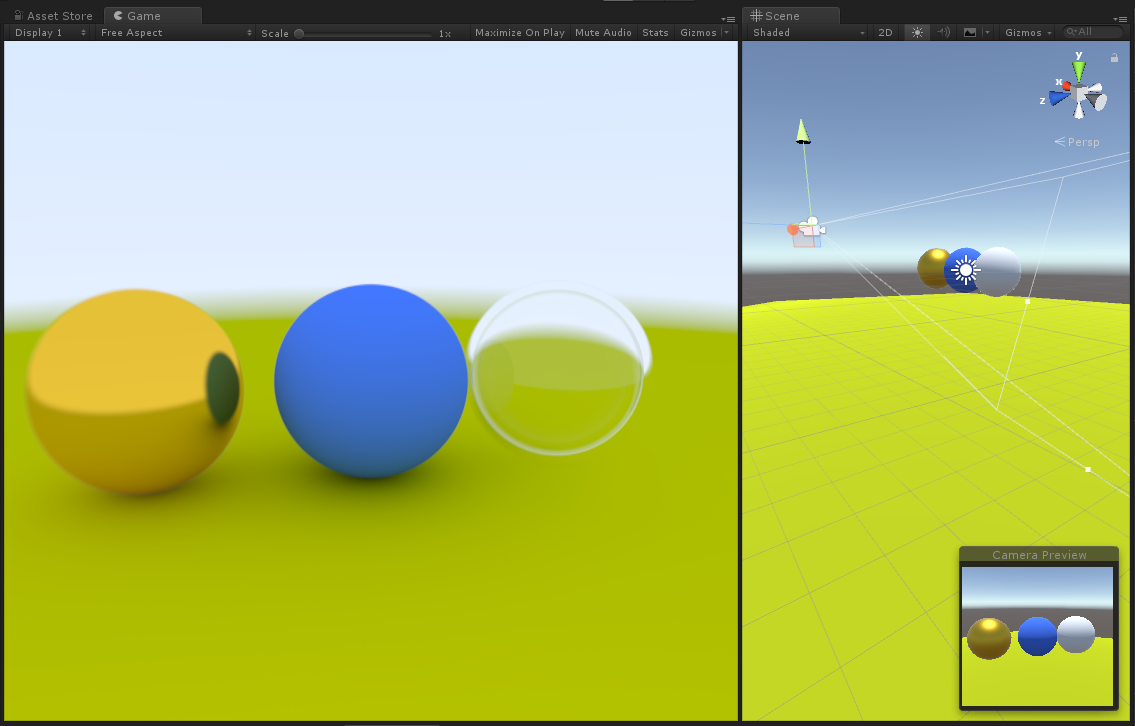 Asset Store
Game
Display 1
Free Aspect
Scale
1x
Maximize On Play
Mute Audio
Stats
Gizmos
Scene
Shaded
2D
Gizmos
All
y
x
z
Persp
Camera Preview